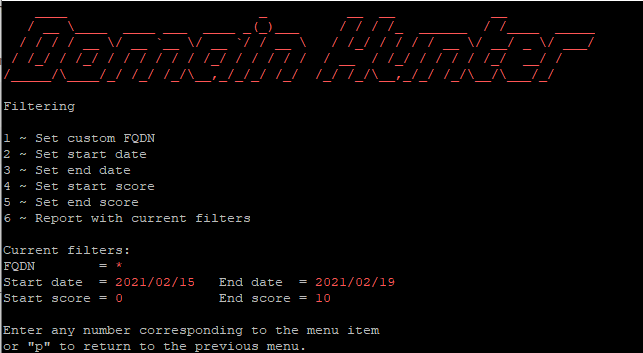 Domain Hunter
Filtering
1 ~ Set custom FQDN
2 ~ Set start date
3 ~ Set end date
4 ~ Set start score
5 ~ Set end score
6 ~ Report with current filters
Current filters:
FQDN = *
Start date = 2021/02/15 End date = 2021/02/19
Start score = 0 End score = 10
Enter any number corresponding to the menu item
or "p" to return to the previous menu.